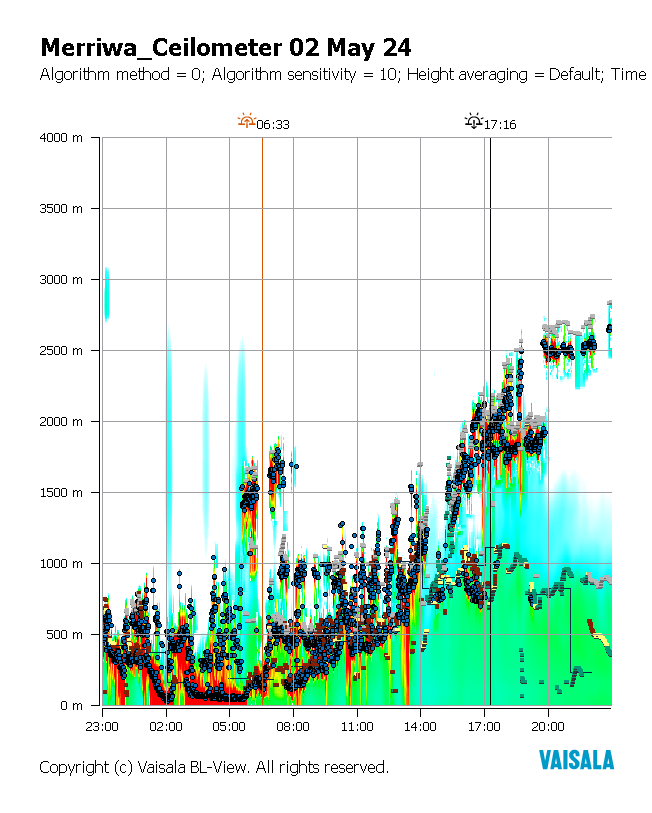 Merriwa_Ceilometer 02 May 24
Algorithm method = 0; Algorithm sensitivity = 10; Height averaging = Default; Time
06:33
17:16
4000 m
3500 m
3000 m
2500 m
2000 m
1500 m
1000 m
500 m
0 m
23:00 02:00 05:00 08:00 11:00 14:00 17:00 20:00
VAISALA
Copyright (c) Vaisala BL-View. All rights reserved.